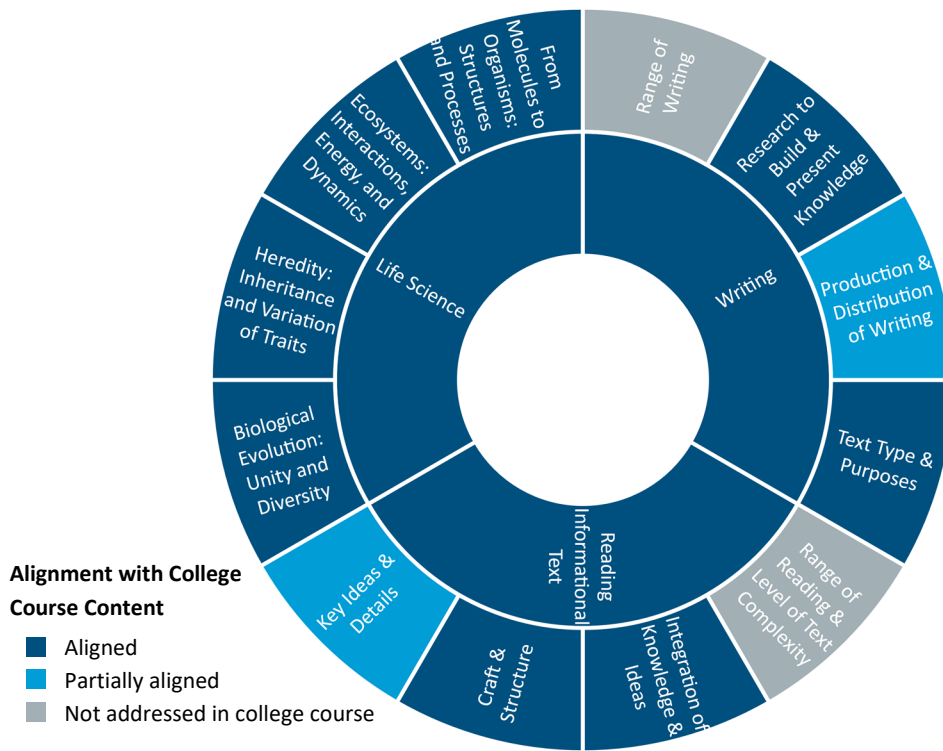 From
Molecules to
Organisms:
Structures
and Processes
Range of
Writing
Research to
Build &
Present
Knowledge
Production &
Distribution
of Writing
Text Type &
Purposes
Range of
Reading &
Level of Text
Complexity
Integration of
Knowledge &
Ideas
Craft &
Structure
Key Ideas &
Details
Biological
Evolution:
Unity and
Diversity
Heredity:
Inheritance
and Variation
of Traits
Ecosystems:
Interactions,
Energy, and
Dynamics
Life Science
Writing
Reading
Informational
Text
Alignment with College
Course Content
Aligned
Partially aligned
Not addressed in college course